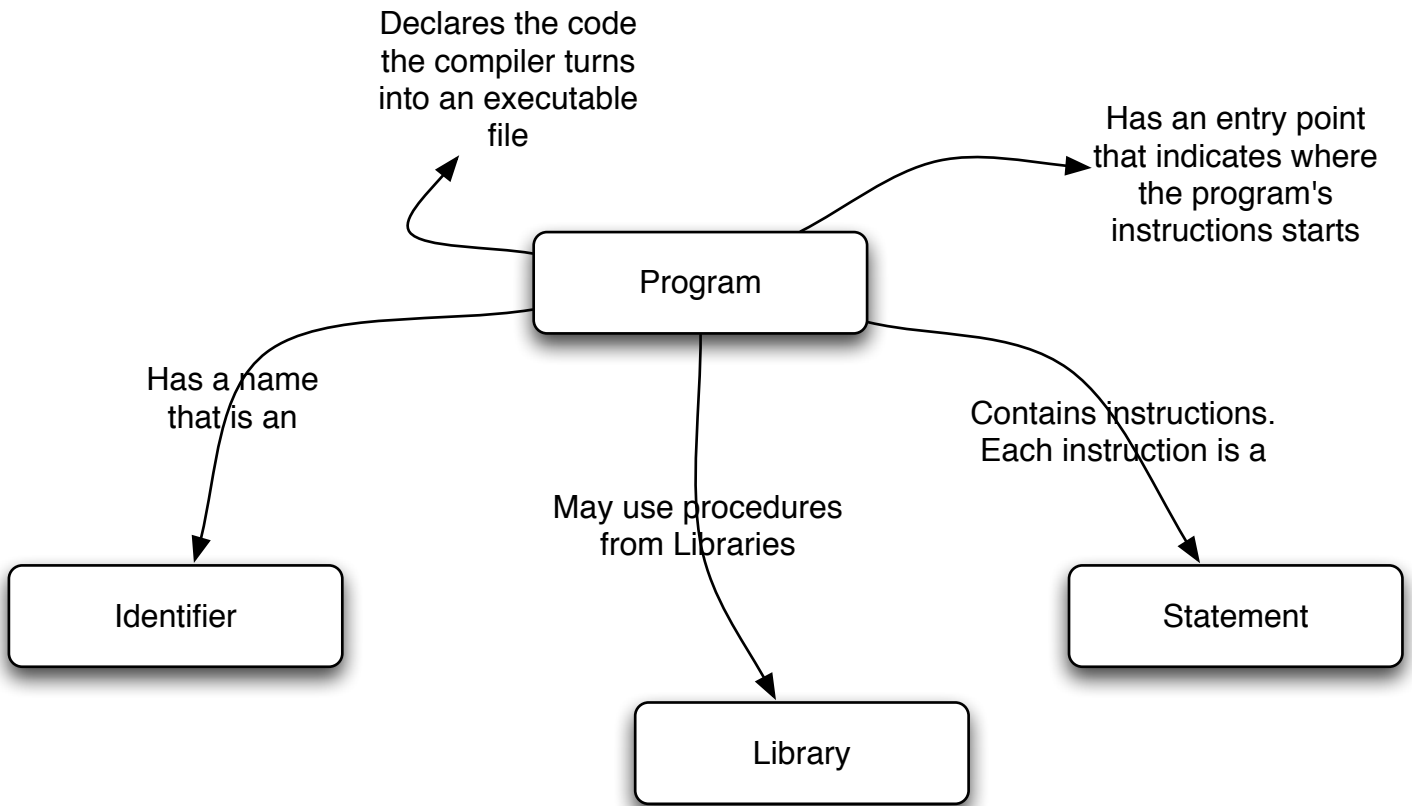 Declares the code
the compiler turns
into an executable
file
Has an entry point
that indicates where
the program's
instructions starts
Program
Has a name
that is an
Contains instructions.
Each instruction is a
May use procedures
from Libraries
Identifier
Statement
Library